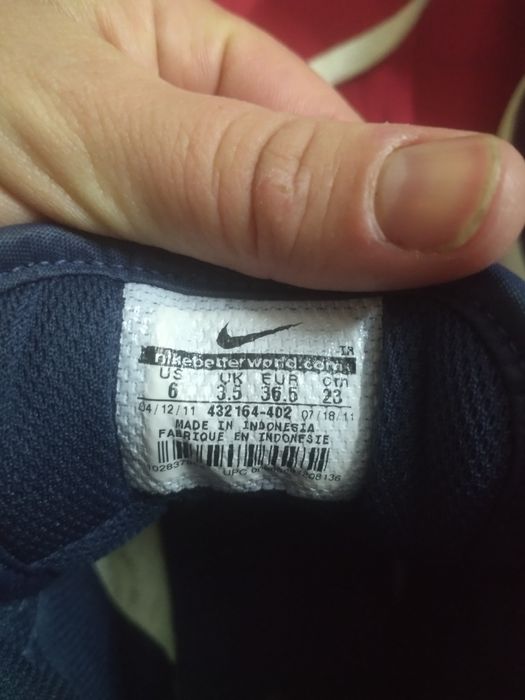 nikebetterworld.com
US UK EUR cm
6 3.5 36.5 23
04/12/11 432164-402 07/18/11
MADE IN INDONESIA
FABRIQUE EN INDONESIE
UPC